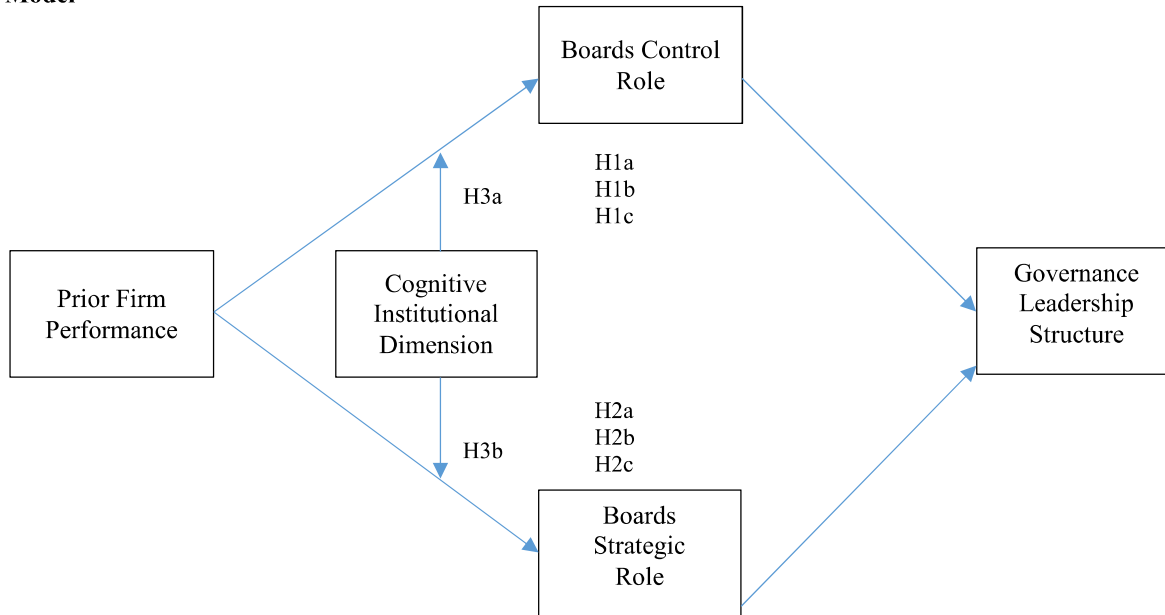 Model
Boards Control
Role
H1a
H1b
H1c
H3a
Prior Firm
Performance
Cognitive
Institutional
Dimension
Governance
Leadership
Structure
H2a
H2b
H2c
H3b
Boards
Strategic
Role